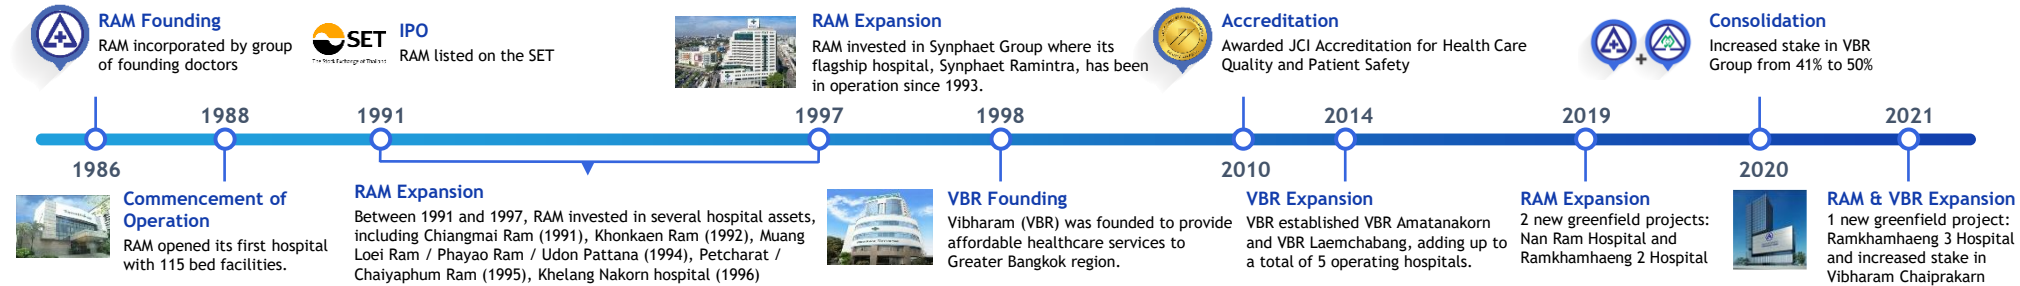 RAM Founding
RAM incorporated by group
of founding doctors
SET
The Stock Exchange of Thailand
IPO
RAM listed on the SET
RAM Expansion
RAM invested in Synphaet Group where its
flagship hospital, Synphaet Ramintra, has been
in operation since 1993.
Accreditation
Awarded JCI Accreditation for Health Care
Quality and Patient Safety
+
Consolidation
Increased stake in VBR
Group from 41% to 50%
1988
1991
1997
1998
2014
2019
2021
1986
2010
2020
Commencement of
Operation
RAM opened its first hospital
with 115 bed facilities.
RAM Expansion
Between 1991 and 1997, RAM invested in several hospital assets,
including Chiangmai Ram (1991), Khonkaen Ram (1992), Muang
Loei Ram / Phayao Ram / Udon Pattana (1994), Petcharat /
Chaiyaphum Ram (1995), Khelang Nakorn hospital (1996)
VBR Founding
Vibharam (VBR) was founded to provide
affordable healthcare services to
Greater Bangkok region.
VBR Expansion
VBR established VBR Amatanakorn
and VBR Laemchabang, adding up to
a total of 5 operating hospitals.
RAM Expansion
2 new greenfield projects:
Nan Ram Hospital and
Ramkhamhaeng 2 Hospital
RAM & VBR Expansion
1 new greenfield project:
Ramkhamhaeng 3 Hospital
and increased stake in
Vibharam Chaiprakarn